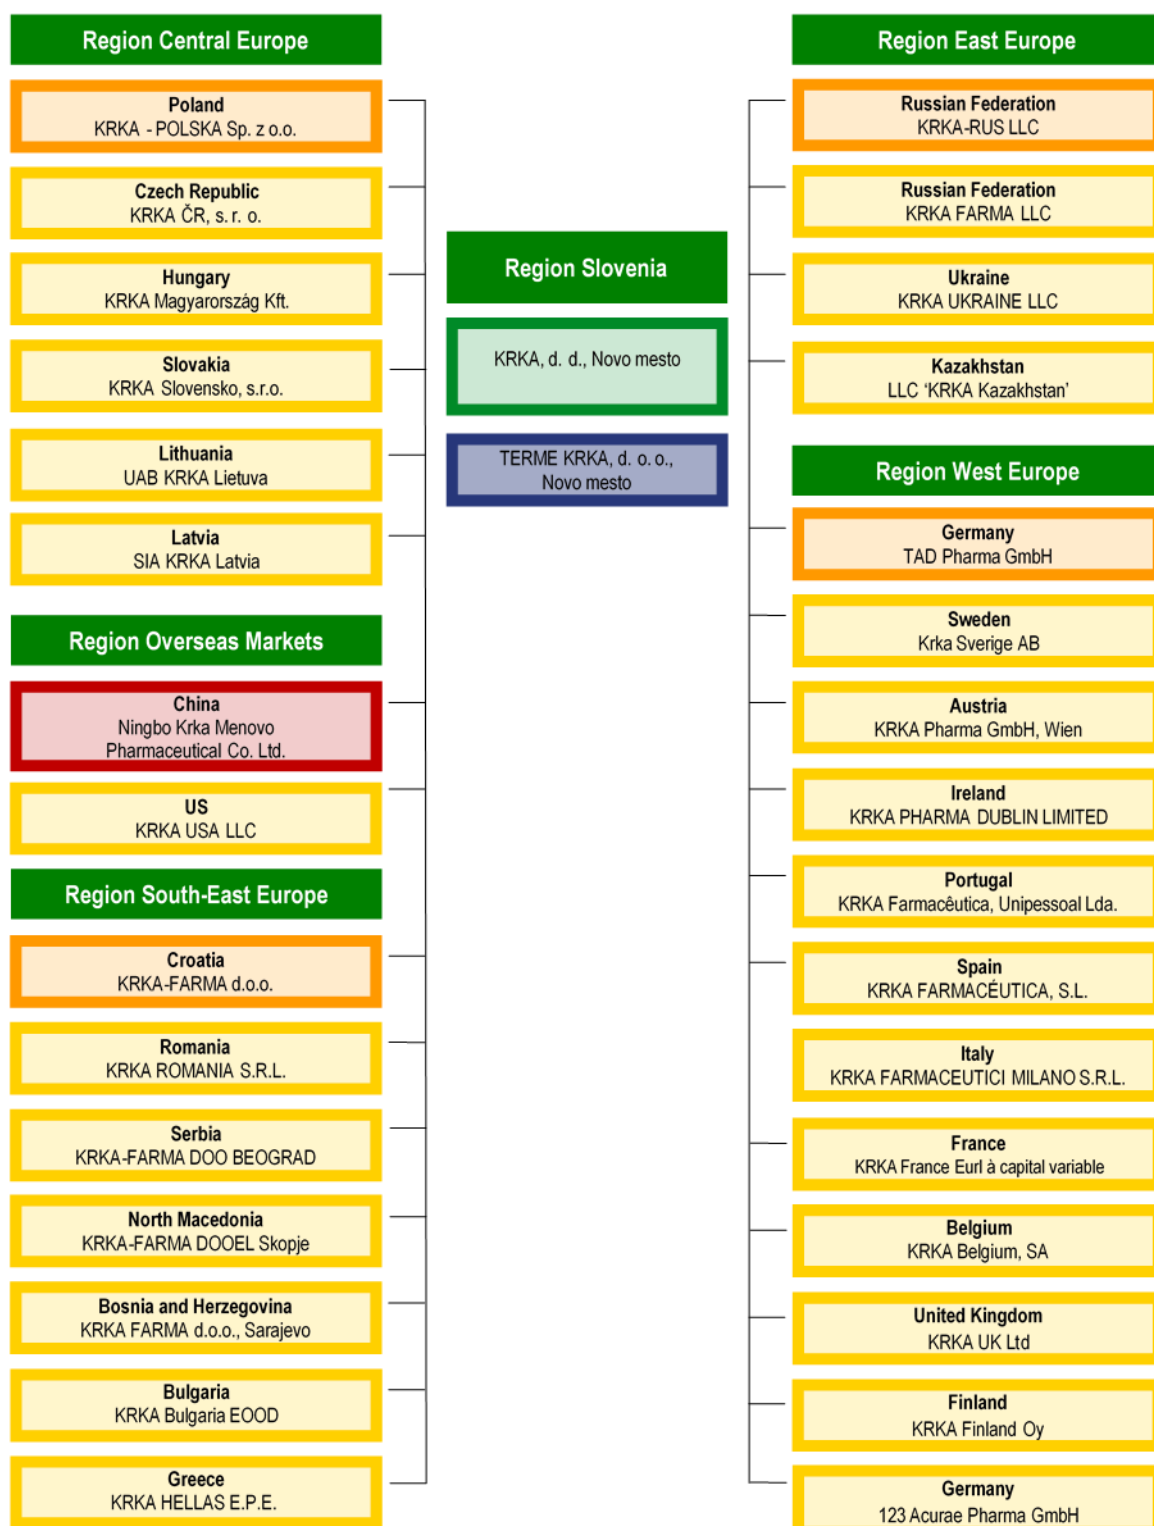 Region Central Europe
Poland
KRKA - POLSKA Sp. z o.o.
Czech Republic
KRKA ČR, s. r. o.
Hungary
KRKA Magyarország Kft.
Slovakia
KRKA Slovensko, s.r.o.
Lithuania
UAB KRKA Lietuva
Latvia
SIA KRKA Latvia
Region Overseas Markets
China
Ningbo Krka Menovo
Pharmaceutical Co. Ltd.
US
KRKA USA LLC
Region South-East Europe
Croatia
KRKA-FARMA d.o.o.
Romania
KRKA ROMANIA S.R.L.
Serbia
KRKA-FARMA DOO BEOGRAD
North Macedonia
KRKA-FARMA DOOEL Skopje
Bosnia and Herzegovina
KRKA FARMA d.o.o., Sarajevo
Bulgaria
KRKA Bulgaria EOOD
Greece
KRKA HELLAS E.P.E.
Region Slovenia
KRKA, d. d., Novo mesto
TERME KRKA, d. o. o.,
Novo mesto
Region East Europe
Russian Federation
KRKA-RUS LLC
Russian Federation
KRKA FARMA LLC
Ukraine
KRKA UKRAINE LLC
Kazakhstan
LLC ‘KRKA Kazakhstan’
Region West Europe
Germany
TAD Pharma GmbH
Sweden
Krka Sverige AB
Austria
KRKA Pharma GmbH, Wien
Ireland
KRKA PHARMA DUBLIN LIMITED
Portugal
KRKA Farmacêutica, Unipessoal Lda.
Spain
KRKA FARMACÉUTICA, S.L.
Italy
KRKA FARMACEUTICI MILANO S.R.L.
France
KRKA France Eurl à capital variable
Belgium
KRKA Belgium, SA
United Kingdom
KRKA UK Ltd
Finland
KRKA Finland Oy
Germany
123 Acurae Pharma GmbH